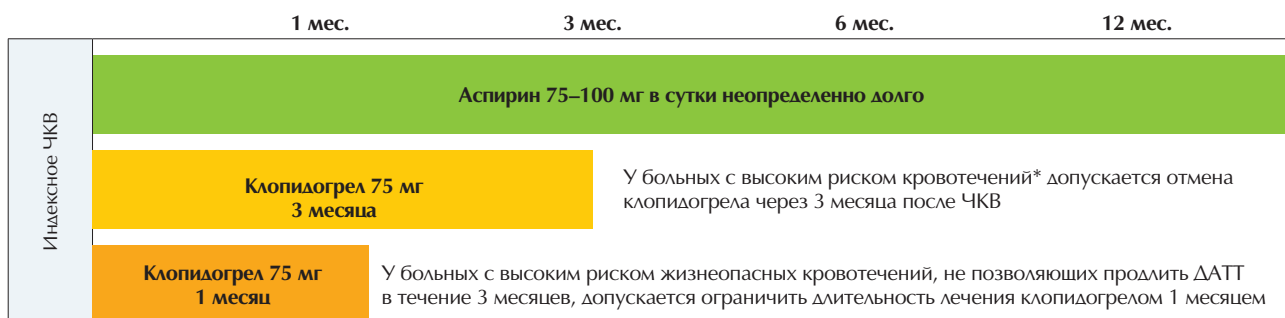 1 мес. 3 мес. 6 мес. 12 мес.
Индексное ЧКВ
Аспирин 75–100 мг в сутки неопределенно долго
Клопидогрел 75 мг
3 месяца
У больных с высоким риском кровотечений* допускается отмена
клопидогрела через 3 месяца после ЧКВ
Клопидогрел 75 мг
1 месяц
У больных с высоким риском жизнеопасных кровотечений, не позволяющих продлить ДАТТ
в течение 3 месяцев, допускается ограничить длительность лечения клопидогрелом 1 месяцем